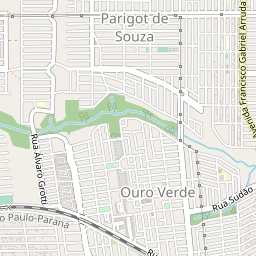 Parigot de
Souza
Avenida Francisco Gabriel Arruda
Rua Álvaro Grotti
Ouro Verde
Rua Sudão
o Paulo-Paraná